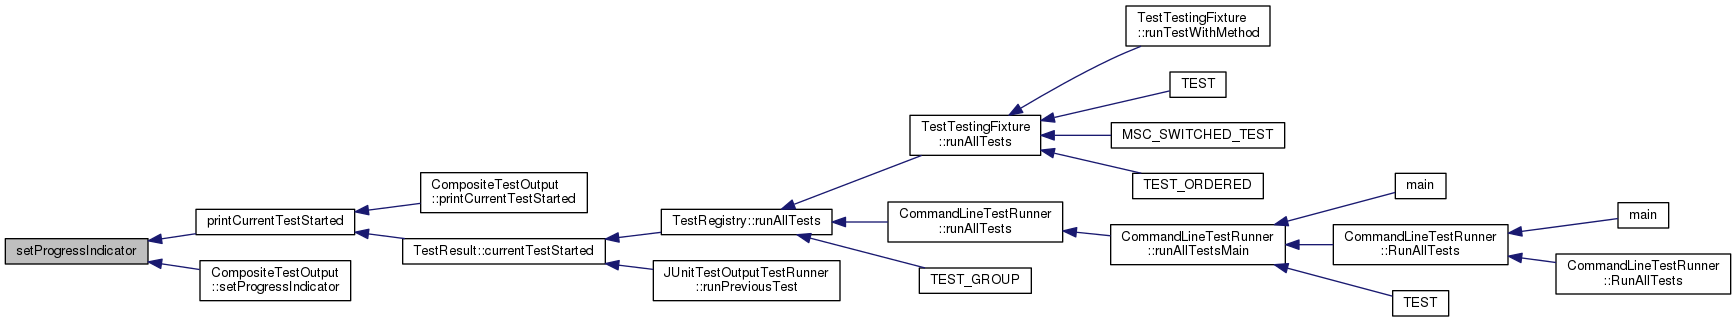 setProgressIndicator
printCurrentTestStarted
CompositeTestOutput
::setProgressIndicator
CompositeTestOutput
::printCurrentTestStarted
TestResult::currentTestStarted
TestRegistry::runAllTests
JUnitTestOutputTestRunner
::runPreviousTest
TestTestingFixture
::runAllTests
CommandLineTestRunner
::runAllTests
TEST_GROUP
TestTestingFixture
::runTestWithMethod
TEST
MSC_SWITCHED_TEST
TEST_ORDERED
CommandLineTestRunner
::runAllTestsMain
main
CommandLineTestRunner
::RunAllTests
TEST
main
CommandLineTestRunner
::RunAllTests